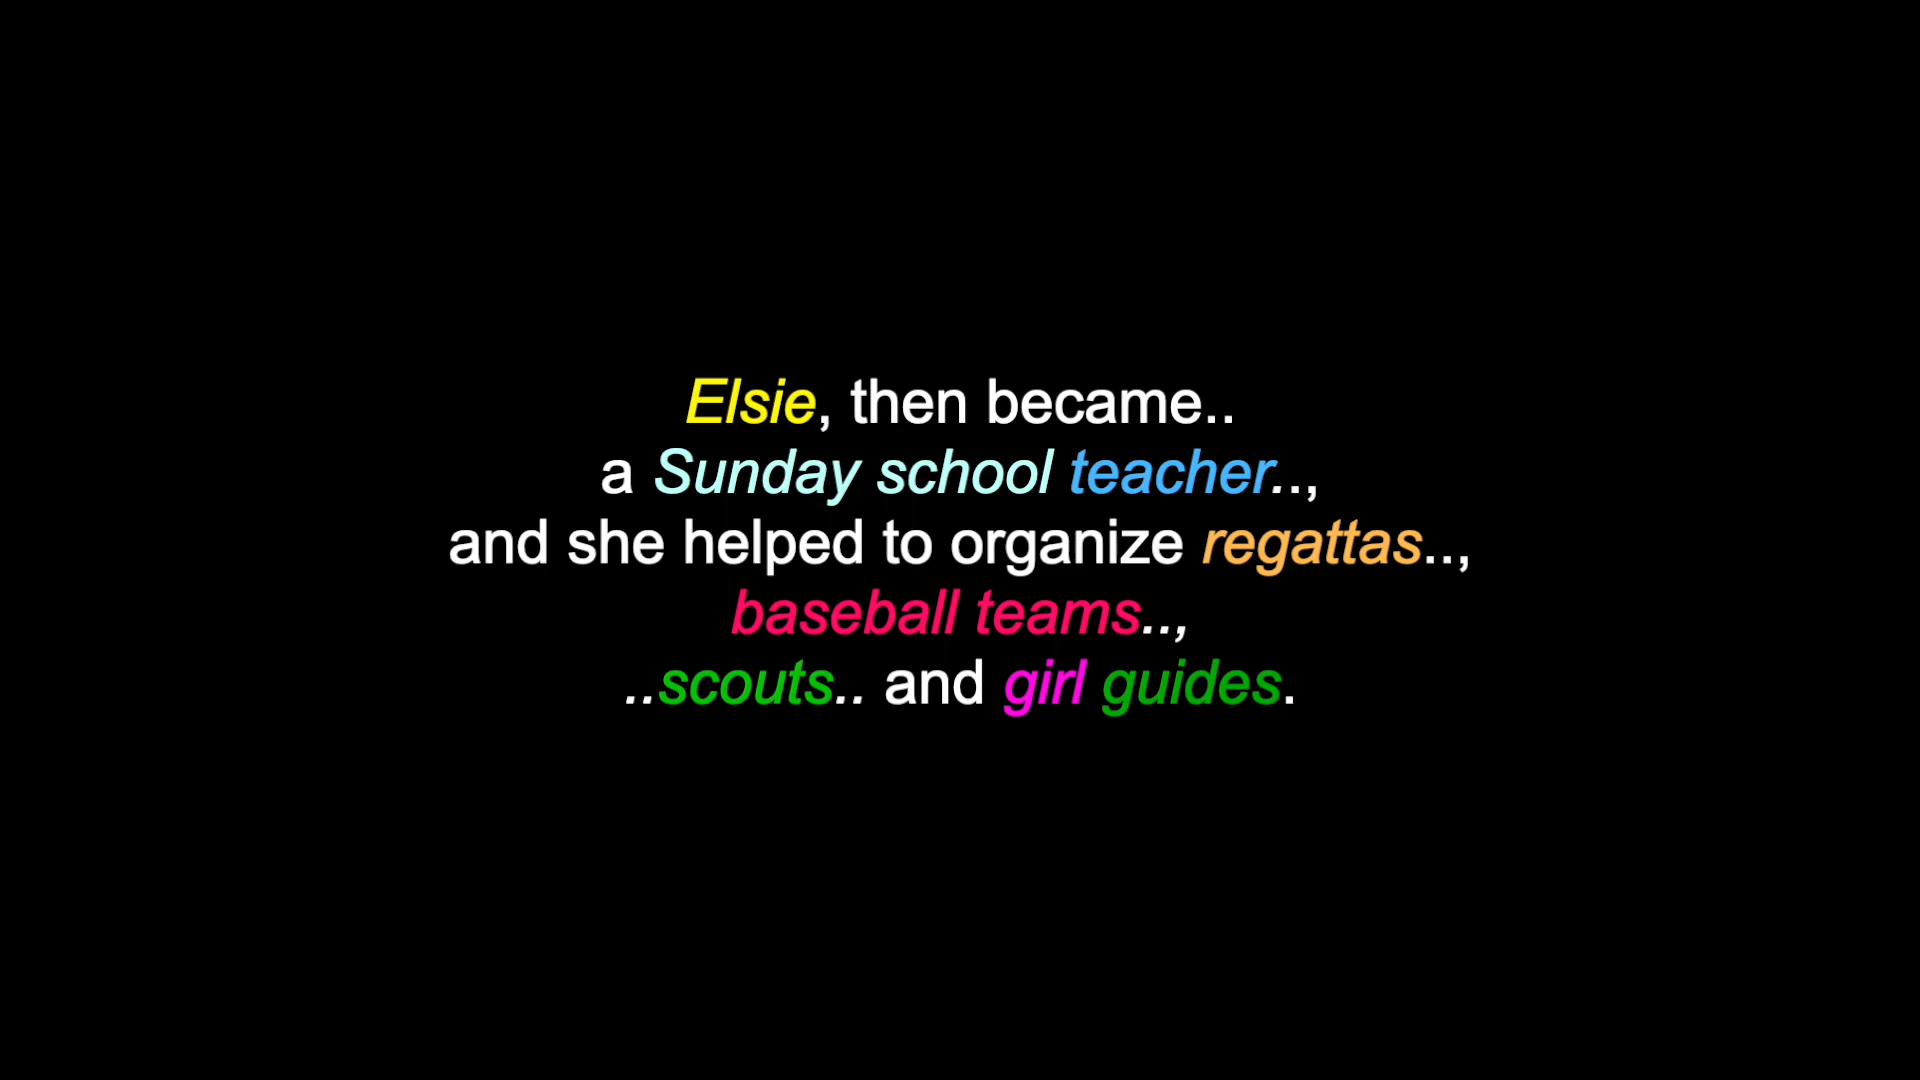 Elsie, then became..
a Sunday school teacher..,
and she helped to organize regattas..,
baseball teams..,
..scouts.. and girl guides.